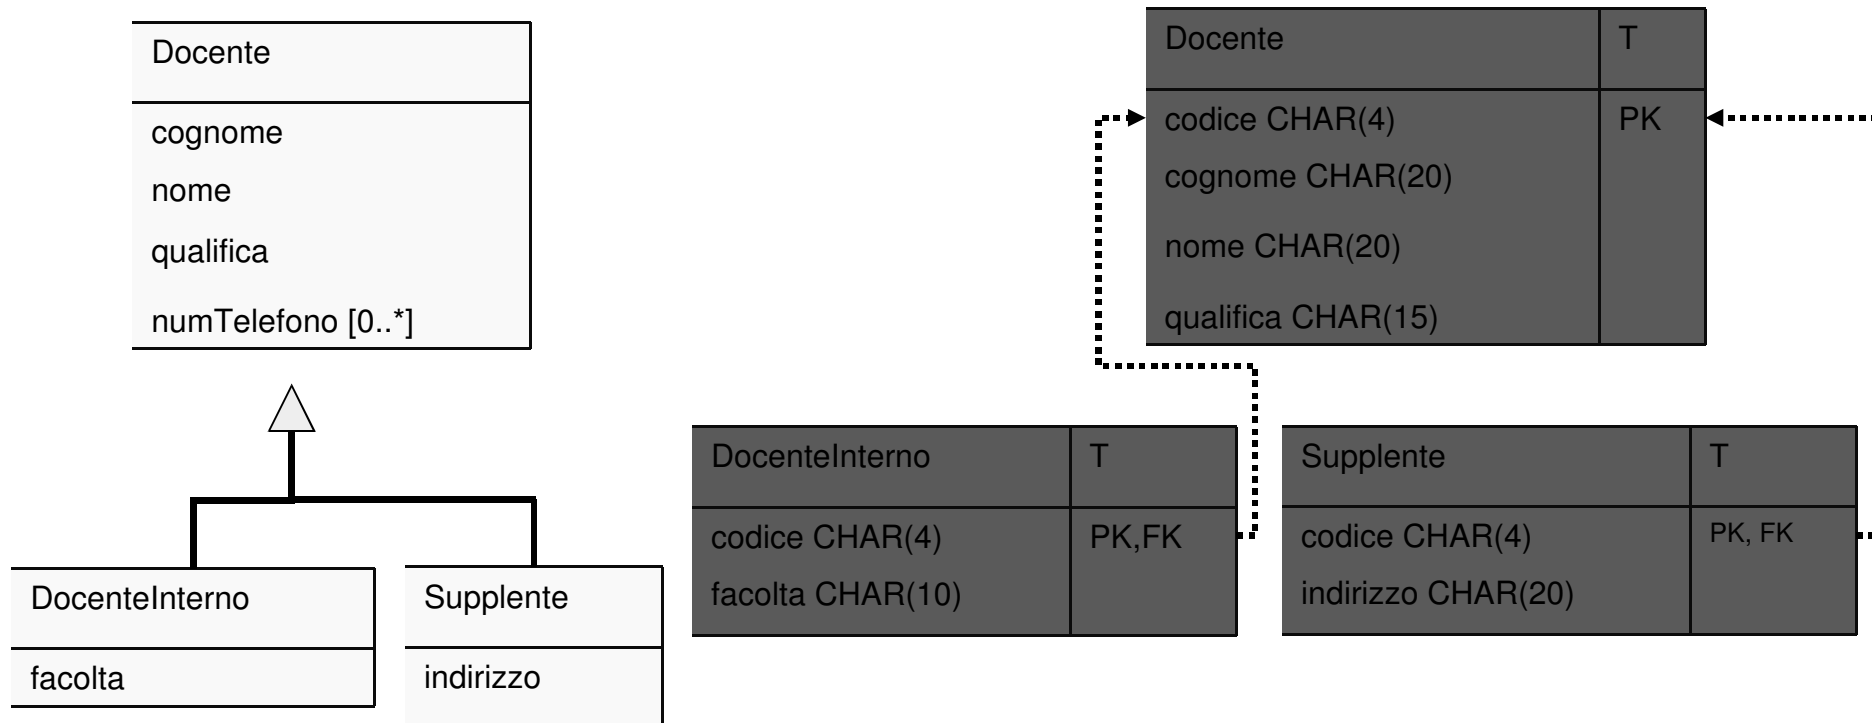 Docente
cognome
nome
qualifica
numTelefono [0..*]
DocenteInterno
facolta
Supplente
indirizzo
Docente T
codice CHAR(4) PK
cognome CHAR(20)
nome CHAR(20)
qualifica CHAR(15)
DocenteInterno T
codice CHAR(4) PK,FK
facolta CHAR(10)
Supplente T
codice CHAR(4) PK, FK
indirizzo CHAR(20)